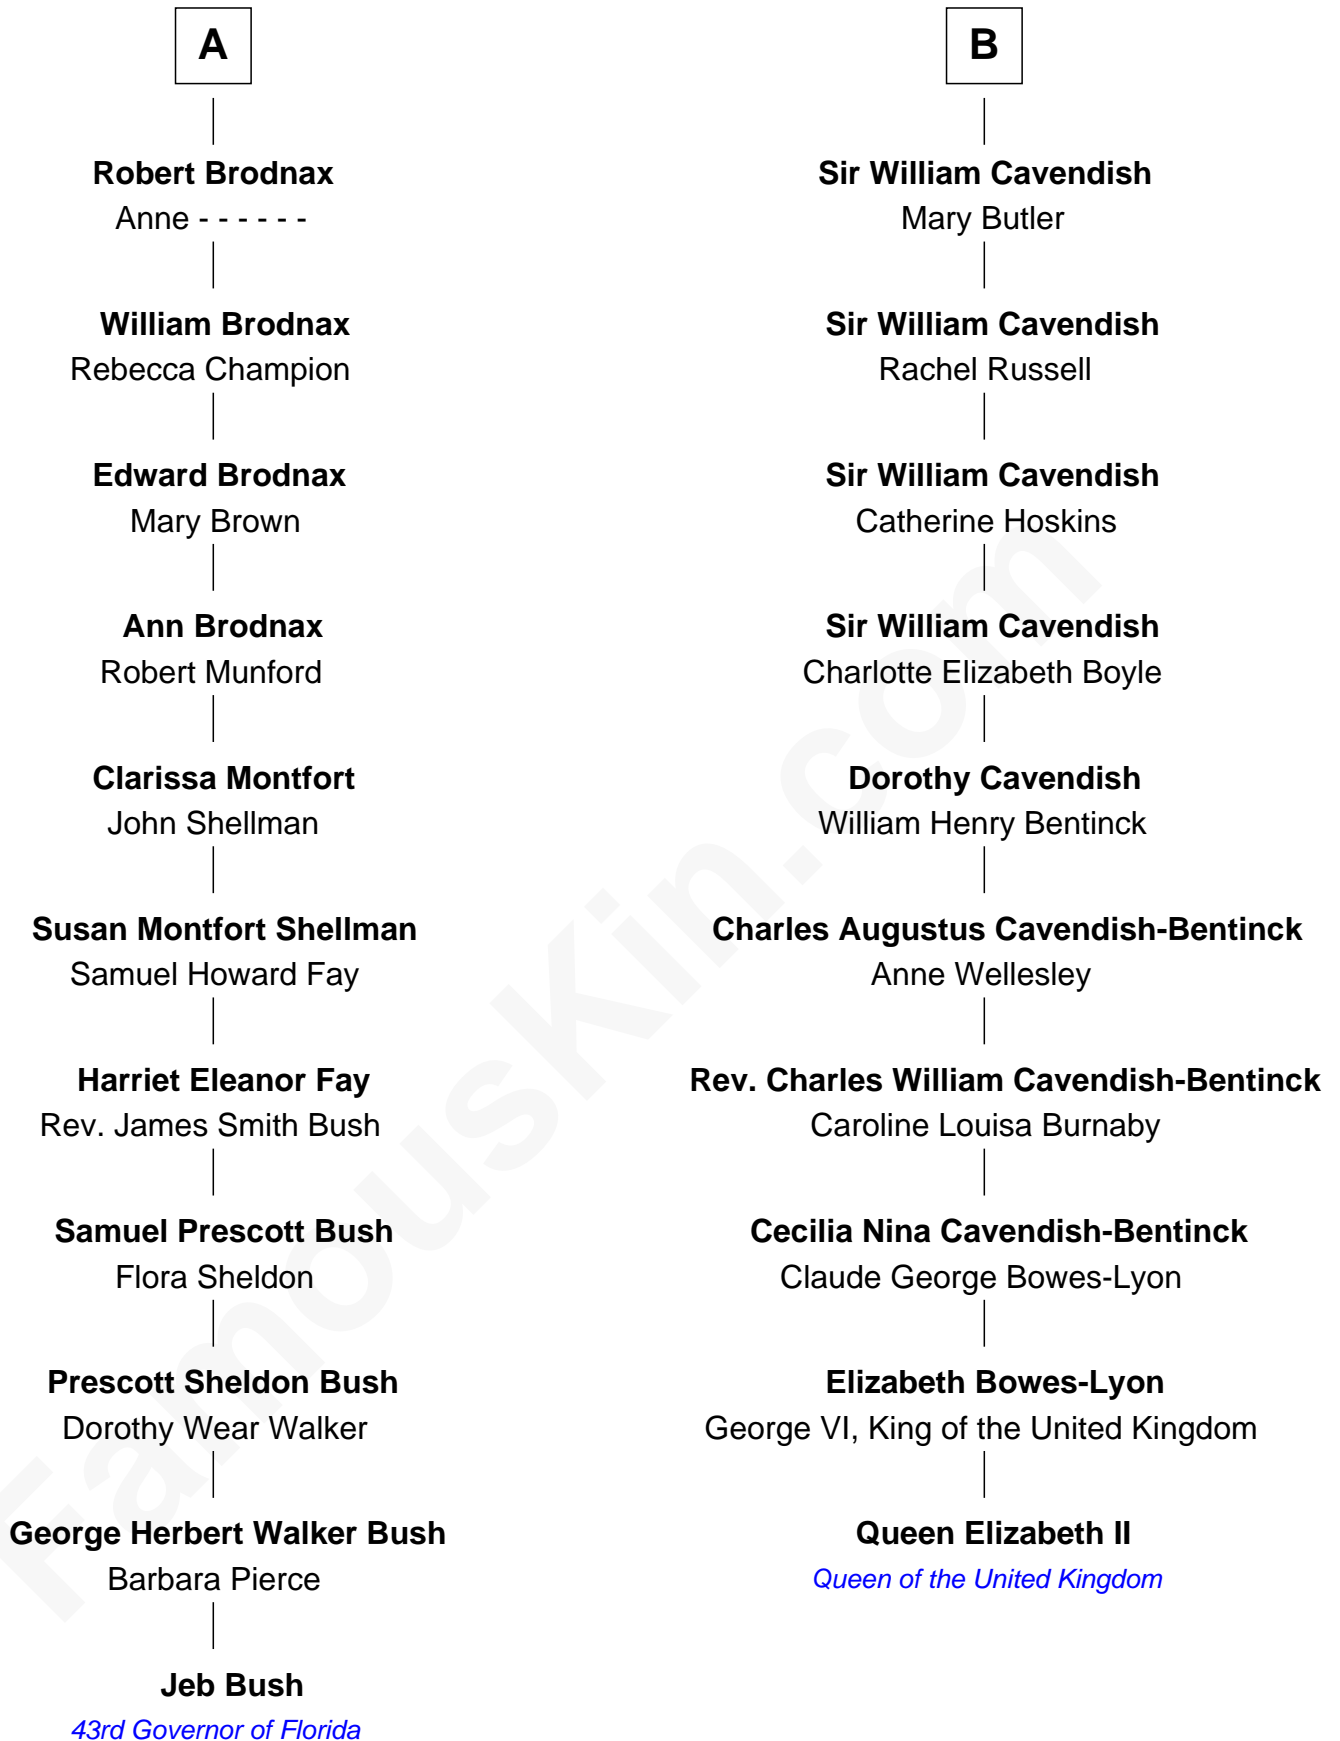 A
Robert Brodnax
Anne - - - - - -
William Brodnax
Rebecca Champion
Edward Brodnax
Mary Brown
Ann Brodnax
Robert Munford
Clarissa Montfort
John Shellman
Susan Montfort Shellman
Samuel Howard Fay
Harriet Eleanor Fay
Rev. James Smith Bush
Samuel Prescott Bush
Flora Sheldon
Prescott Sheldon Bush
Dorothy Wear Walker
George Herbert Walker Bush
Barbara Pierce
Jeb Bush
43rd Governor of Florida
B
Sir William Cavendish
Mary Butler
Sir William Cavendish
Rachel Russell
Sir William Cavendish
Catherine Hoskins
Sir William Cavendish
Charlotte Elizabeth Boyle
Dorothy Cavendish
William Henry Bentinck
Charles Augustus Cavendish-Bentinck
Anne Wellesley
Rev. Charles William Cavendish-Bentinck
Caroline Louisa Burnaby
Cecilia Nina Cavendish-Bentinck
Claude George Bowes-Lyon
Elizabeth Bowes-Lyon
George VI, King of the United Kingdom
Queen Elizabeth II
Queen of the United Kingdom
FamousKin.com